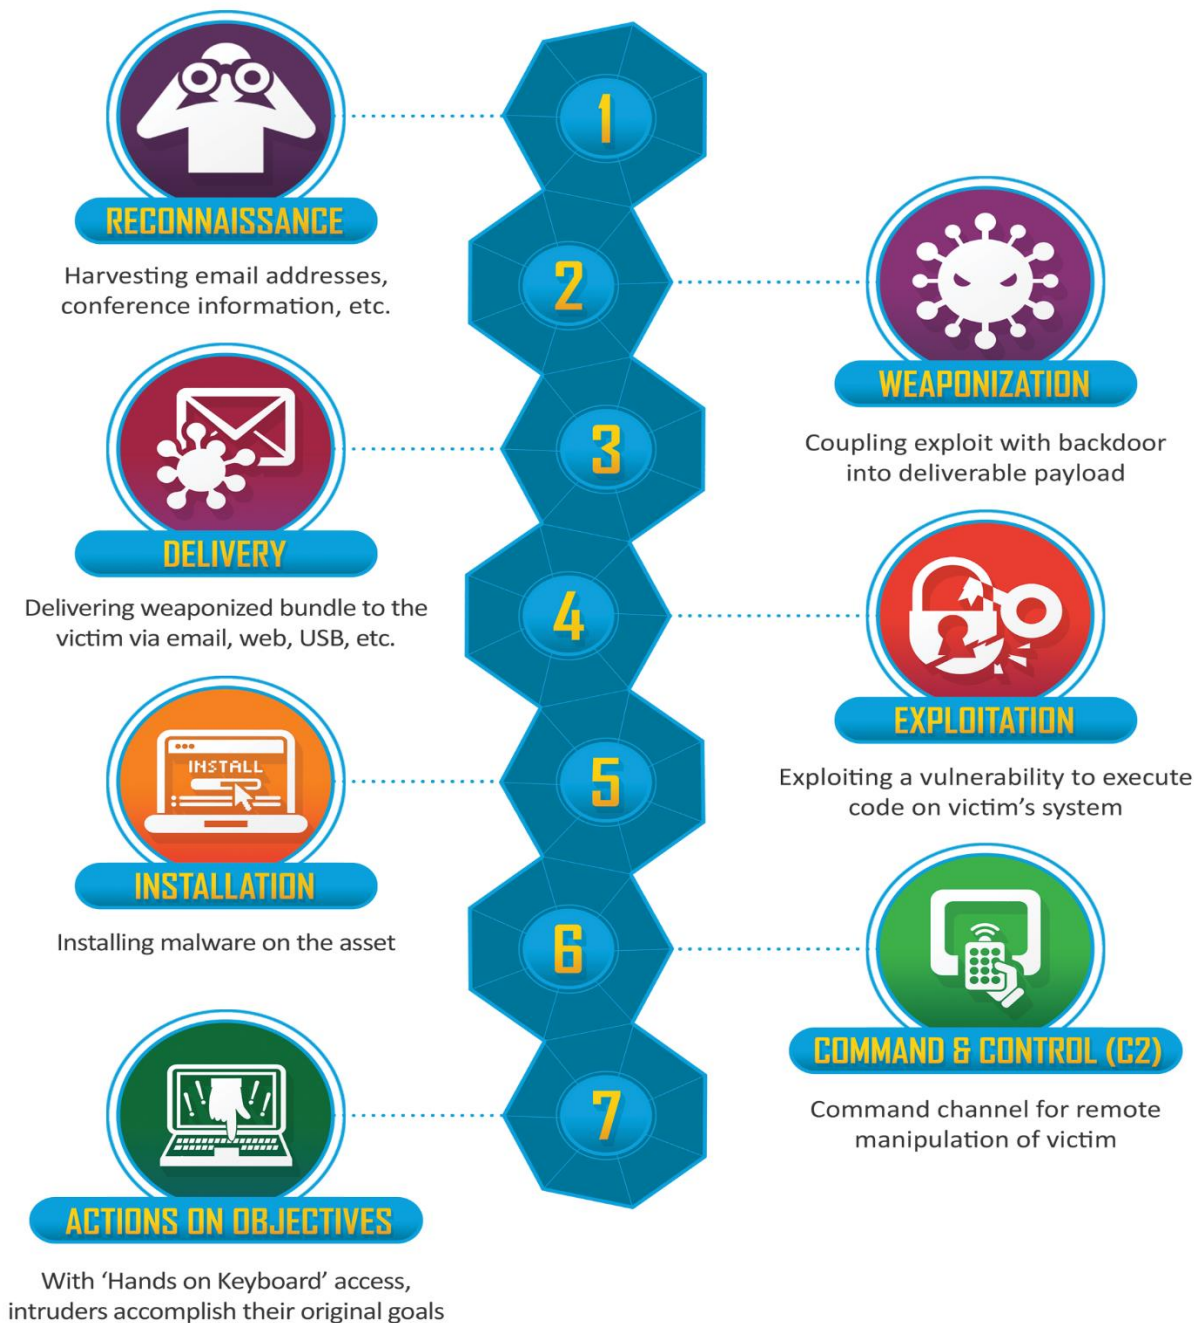 1
RECONNAISSANCE
Harvesting email addresses,
conference information, etc.
2
WEAPONIZATION
Coupling exploit with backdoor
into deliverable payload
3
DELIVERY
Delivering weaponized bundle to the
victim via email, web, USB, etc.
4
EXPLOITATION
Exploiting a vulnerability to execute
code on victim’s system
5
INSTALL
INSTALLATION
Installing malware on the asset
6
COMMAND & CONTROL (C2)
Command channel for remote
manipulation of victim
7
!! !!
ACTIONS ON OBJECTIVES
With ‘Hands on Keyboard’ access,
intruders accomplish their original goals